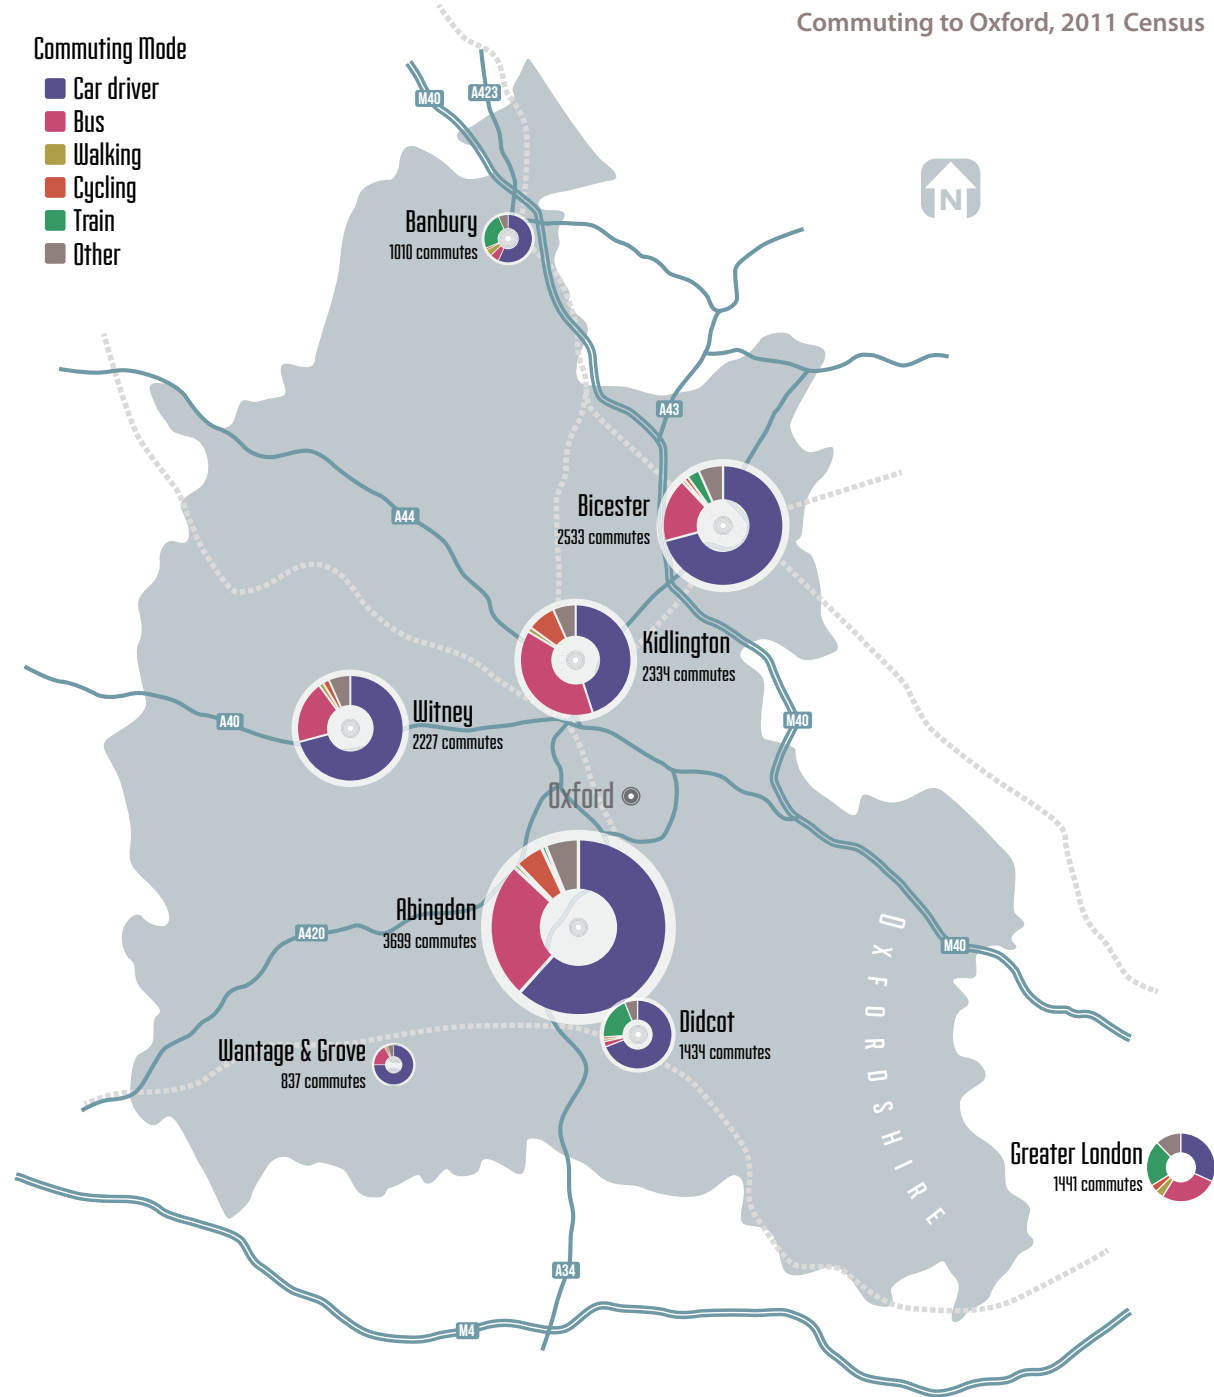 Commuting to Oxford, 2011 Census
Commuting Mode
Car driver
Bus
Walking
Cycling
Train
Other
M40
A423
N
Banbury
1010 commutes
A43
Bicester
2533 commutes
A44
Kidlington
2334 commutes
Witney
2227 commutes
A40
M40
Oxford
Abingdon
3699 commutes
A420
M40
OXFORDSHIRE
Didcot
1434 commutes
Wantage & Grove
837 commutes
Greater London
1441 commutes
A34
M4